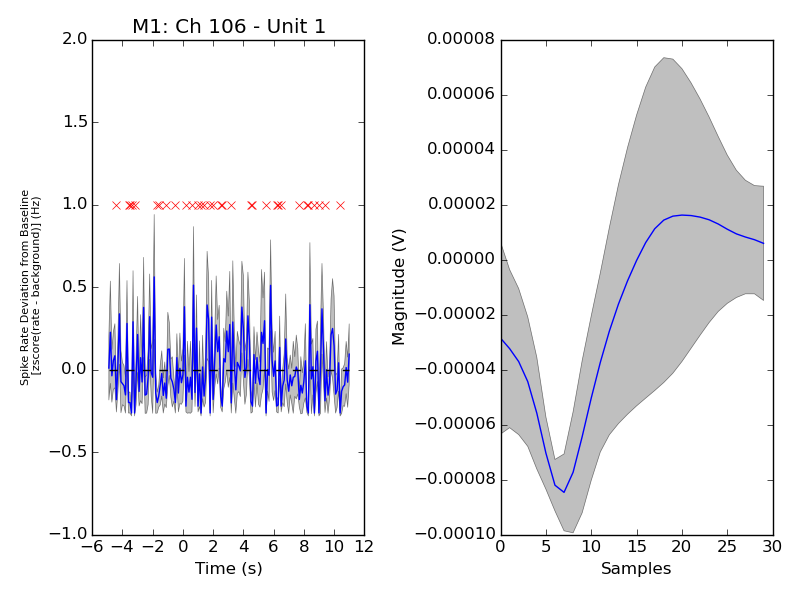 M1: Ch 106 - Unit 1
Spike Rate Deviation from Baseline
[zscore(rate - background)] (Hz)
2.0
1.5
1.0
0.5
0.0
−0.5
−1.0
−6 −4 −2 0 2 4 6 8 10 12
Time (s)
Magnitude (V)
0.00008
0.00006
0.00004
0.00002
0.00000
−0.00002
−0.00004
−0.00006
−0.00008
−0.00010
0 5 10 15 20 25 30
Samples